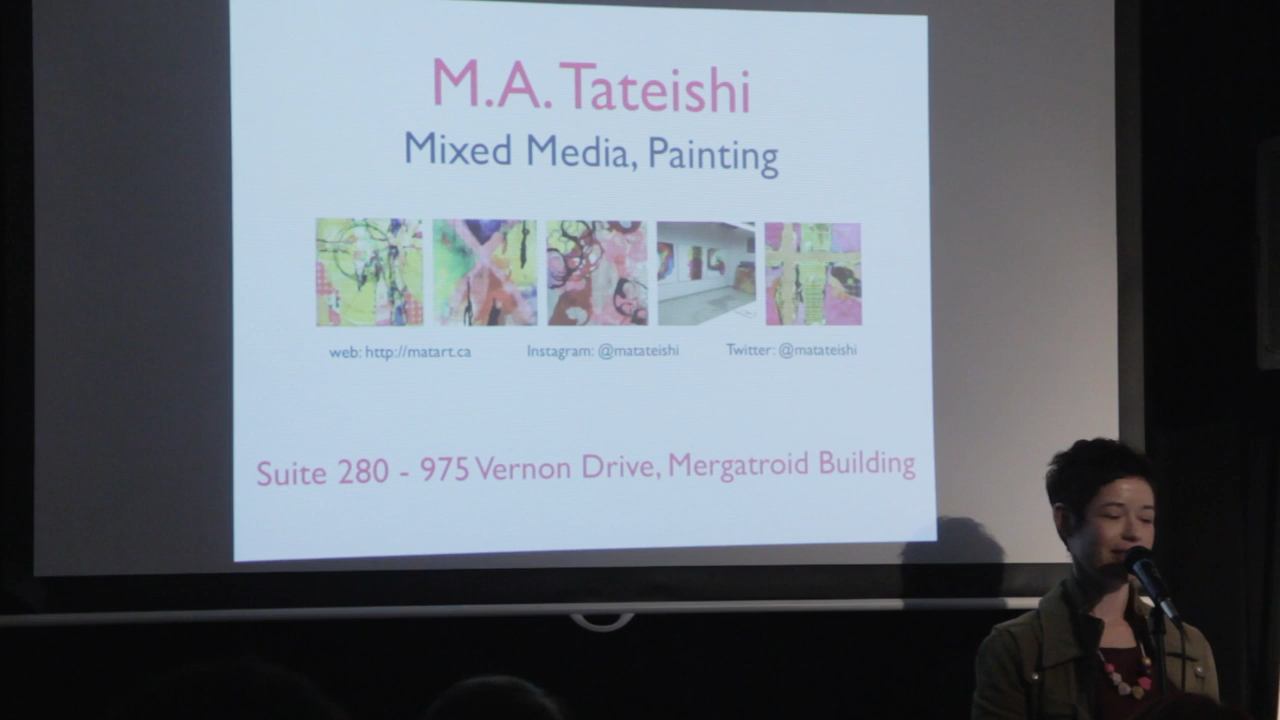 M.A. Tateishi
Mixed Media, Painting
web: http://matart.ca Instagram: @matateishi Twitter: @matateishi
Suite 280 - 975 Vernon Drive, Mergatroid Building